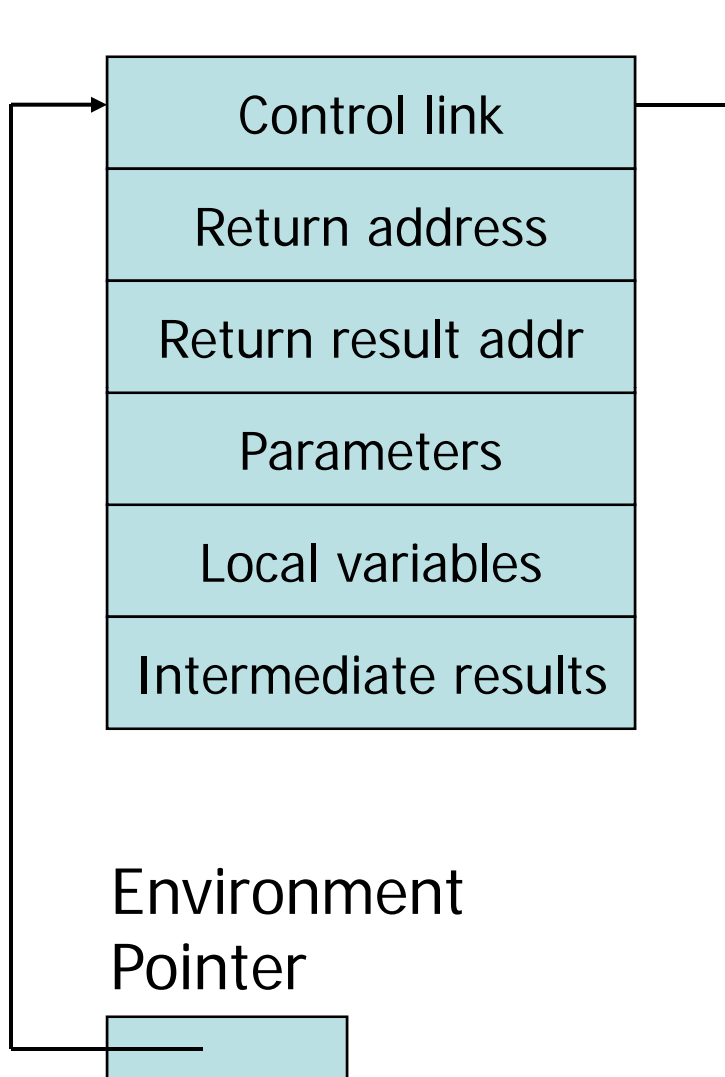 Control link
Return address
Return result addr
Parameters
Local variables
Intermediate results
Environment
Pointer